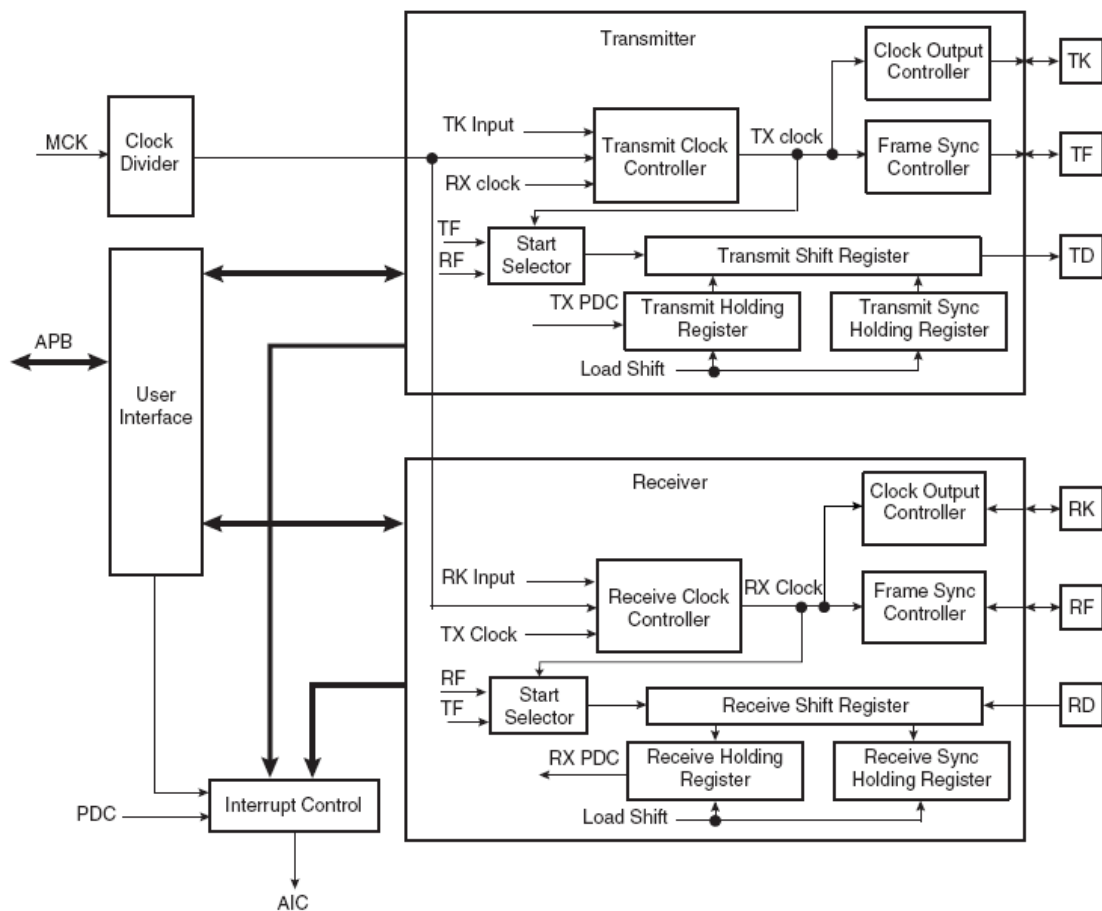 Transmitter
Clock Output
Controller
TK
MCK
Clock
Divider
TK Input
RX clock
Transmit Clock
Controller
TX clock
Frame Sync
Controller
TF
TF
RF
Start
Selector
Transmit Shift Register
TD
TX PDC
Transmit Holding
Register
Transmit Sync
Holding Register
Load Shift
APB
User
Interface
Receiver
Clock Output
Controller
RK
RK Input
TX Clock
Receive Clock
Controller
RX Clock
Frame Sync
Controller
RF
RF
TF
Start
Selector
Receive Shift Register
RD
RX PDC
Receive Holding
Register
Receive Sync
Holding Register
Load Shift
PDC
Interrupt Control
AIC